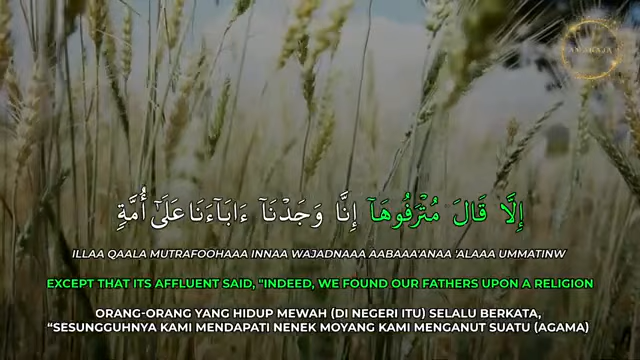 إِلَّا قَالَ مُتْرَفُوهَآ إِنَّا وَجَدْنَآ ءَابَآءَنَا عَلَىٰٓ أُمَّةٍۢ
ILLAA QAALA MUTRAFOOHAAA INNAA WAJADNAAA AABAAA'ANAA 'ALAAA UMMATINW
EXCEPT THAT ITS AFFLUENT SAID, "INDEED, WE FOUND OUR FATHERS UPON A RELIGION
ORANG-ORANG YANG HIDUP MEWAH (DI NEGERI ITU) SELALU BERKATA,
“SESUNGGUHNYA KAMI MENDAPATI NENEK MOYANG KAMI MENGANUT SUATU (AGAMA)